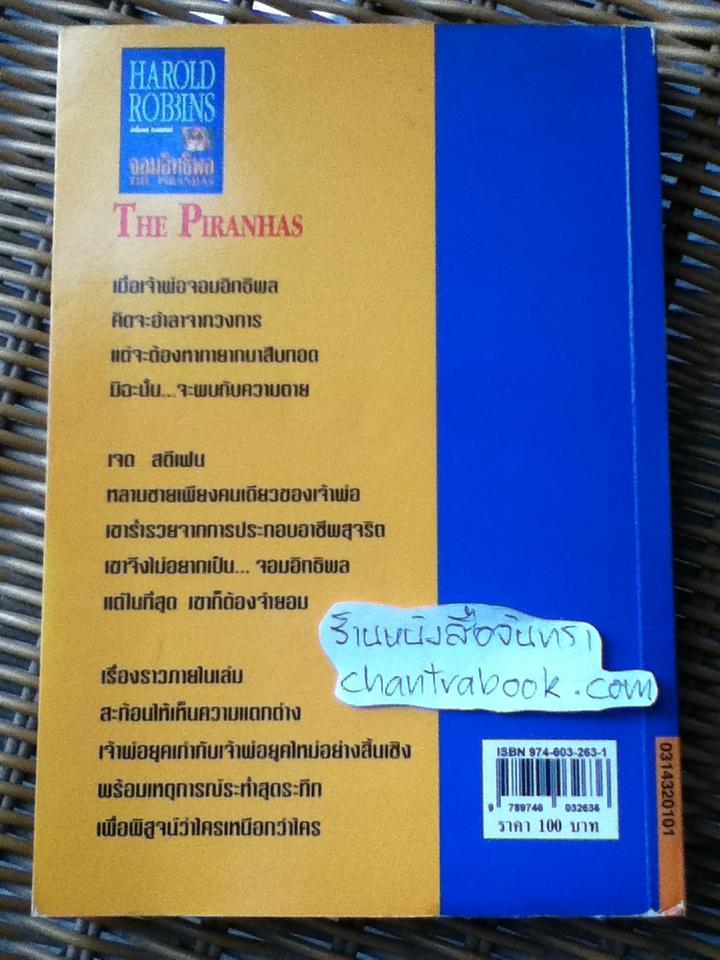 HAROLD
ROBBINS
จอมอิทธิพล
THE PIRANHAS
THE PIRANHAS
เมื่อเจ้าพ่อจอมอิทธิพล
คิดจะอำลาจากวงการ
แต่จะต้องหาทายาทมาสืบทอด
มิฉะนั้น...จะพบกับความตาย
เจด สตีเฟน
หลานชายเพียงคนเดียวของเจ้าพ่อ
เขาร่ำรวยจากการประกอบอาชีพสุจริต
เขาจึงไม่อยากเป็น... จอมอิทธิพล
แต่ในที่สุด เขาก็ต้องจำยอม
เรื่องราวภายในเล่ม
สะท้อนให้เห็นความแตกต่าง
เจ้าพ่อยุคเก่ากับเจ้าพ่อยุคใหม่อย่างสิ้นเชิง
พร้อมเหตุการณ์ระห่ำสุดระทึก
เพื่อพิสูจน์ว่าใครเหนือกว่าใคร
ร้านหนังสือจันทรา
chantrabook.com
ISBN 974-603-263-1
9 789746 032636
ราคา 100 บาท
0314320101